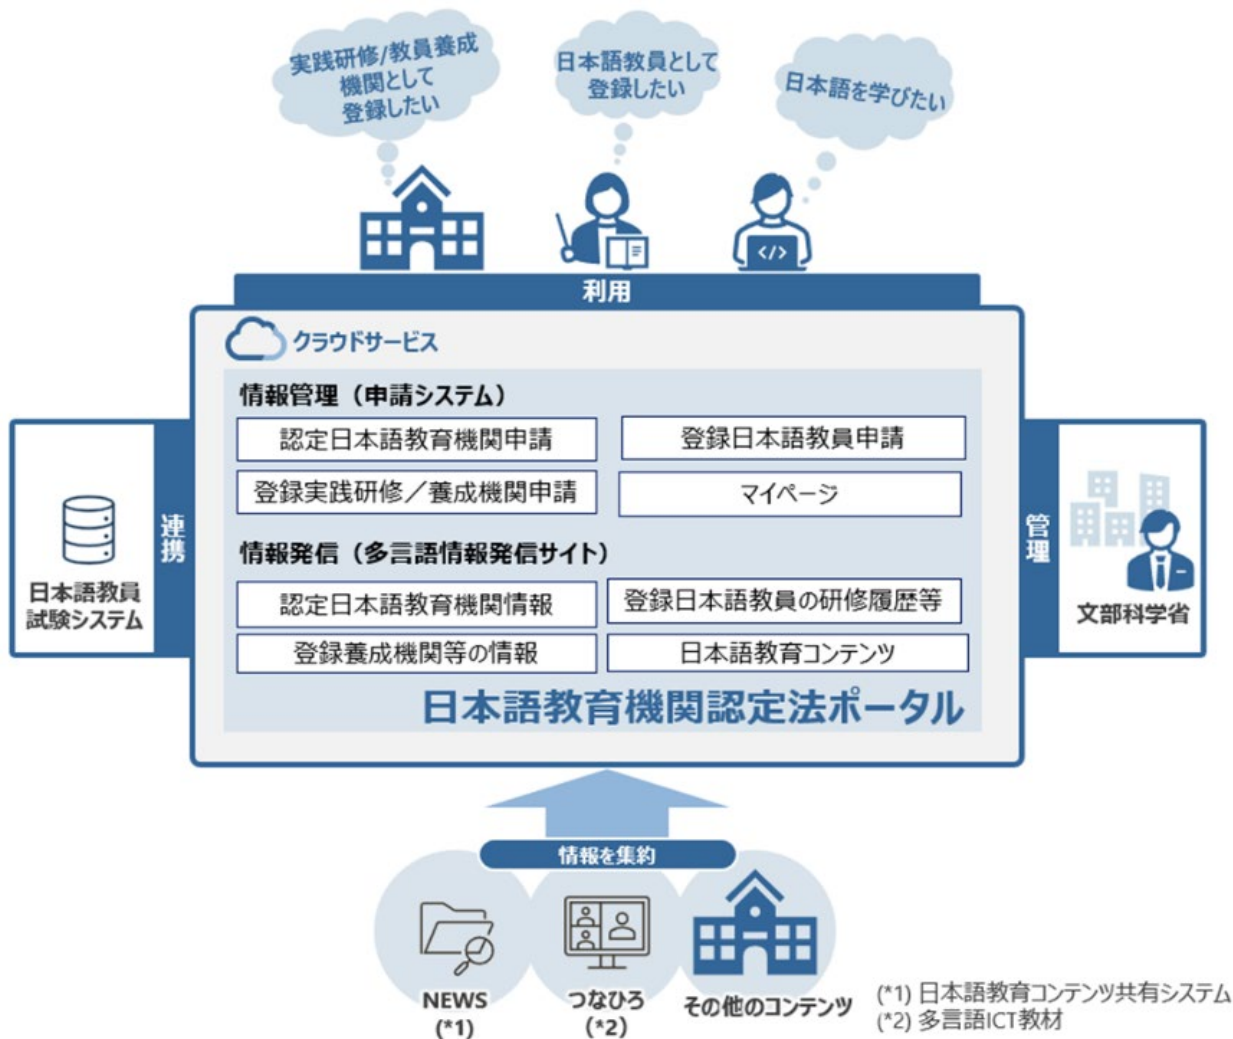 実践研修/教員養成
機関として
登録したい
日本語教員として
登録したい
日本語を学びたい
利用
クラウドサービス
情報管理（申請システム）
認定日本語教育機関申請
登録日本語教員申請
登録実践研修／養成機関申請
マイページ
情報発信（多言語情報発信サイト）
認定日本語教育機関情報
登録日本語教員の研修履歴等
登録養成機関等の情報
日本語教育コンテンツ
日本語教育機関認定法ポータル
連携
日本語教員
試験システム
管理
文部科学省
情報を集約
NEWS
(*1)
つなひろ
(*2)
その他のコンテンツ
(*1) 日本語教育コンテンツ共有システム
(*2) 多言語ICT教材
</>